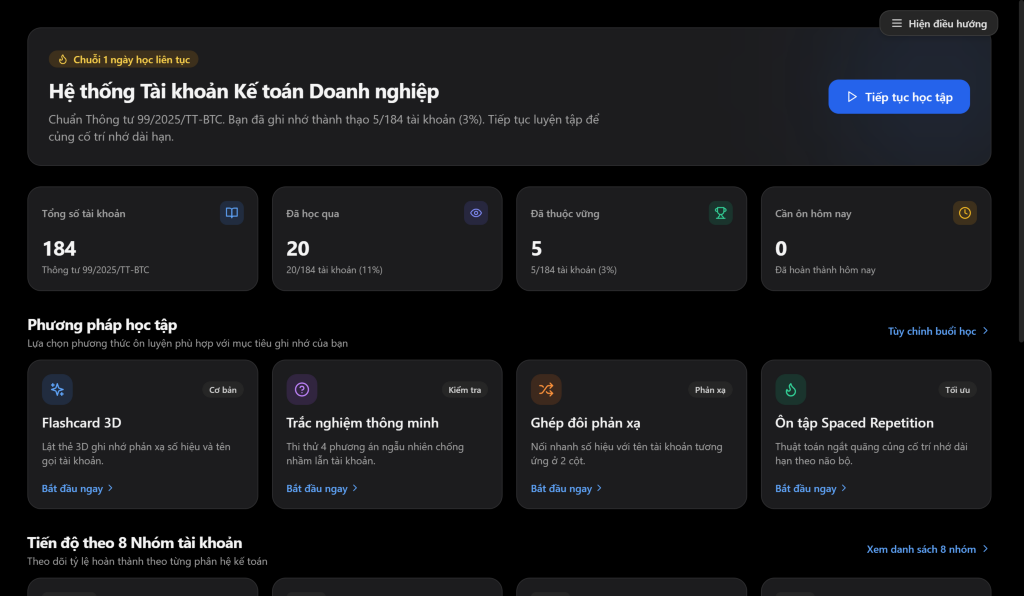 Hiện điều hướng
Chuỗi 1 ngày học liên tục
Hệ thống Tài khoản Kế toán Doanh nghiệp
Chuẩn Thông tư 99/2025/TT-BTC. Bạn đã ghi nhớ thành thạo 5/184 tài khoản (3%). Tiếp tục luyện tập để
củng cố trí nhớ dài hạn.
Tiếp tục học tập
Tổng số tài khoản
184
Thông tư 99/2025/TT-BTC
Đã học qua
20
20/184 tài khoản (11%)
Đã thuộc vững
5
5/184 tài khoản (3%)
Cần ôn hôm nay
0
Đã hoàn thành hôm nay
Phương pháp học tập
Lựa chọn phương thức ôn luyện phù hợp với mục tiêu ghi nhớ của bạn
Tùy chỉnh buổi học
Cơ bản
Flashcard 3D
Lật thẻ 3D ghi nhớ phản xạ số hiệu và tên
gọi tài khoản.
Bắt đầu ngay
Kiểm tra
Trắc nghiệm thông minh
Thi thử 4 phương án ngẫu nhiên chống
nhầm lẫn tài khoản.
Bắt đầu ngay
Phản xạ
Ghép đôi phản xạ
Nối nhanh số hiệu với tên tài khoản tương
ứng ở 2 cột.
Bắt đầu ngay
Tối ưu
Ôn tập Spaced Repetition
Thuật toán ngắt quãng củng cố trí nhớ dài
hạn theo não bộ.
Bắt đầu ngay
Tiến độ theo 8 Nhóm tài khoản
Theo dõi tỷ lệ hoàn thành theo từng phân hệ kế toán
Xem danh sách 8 nhóm